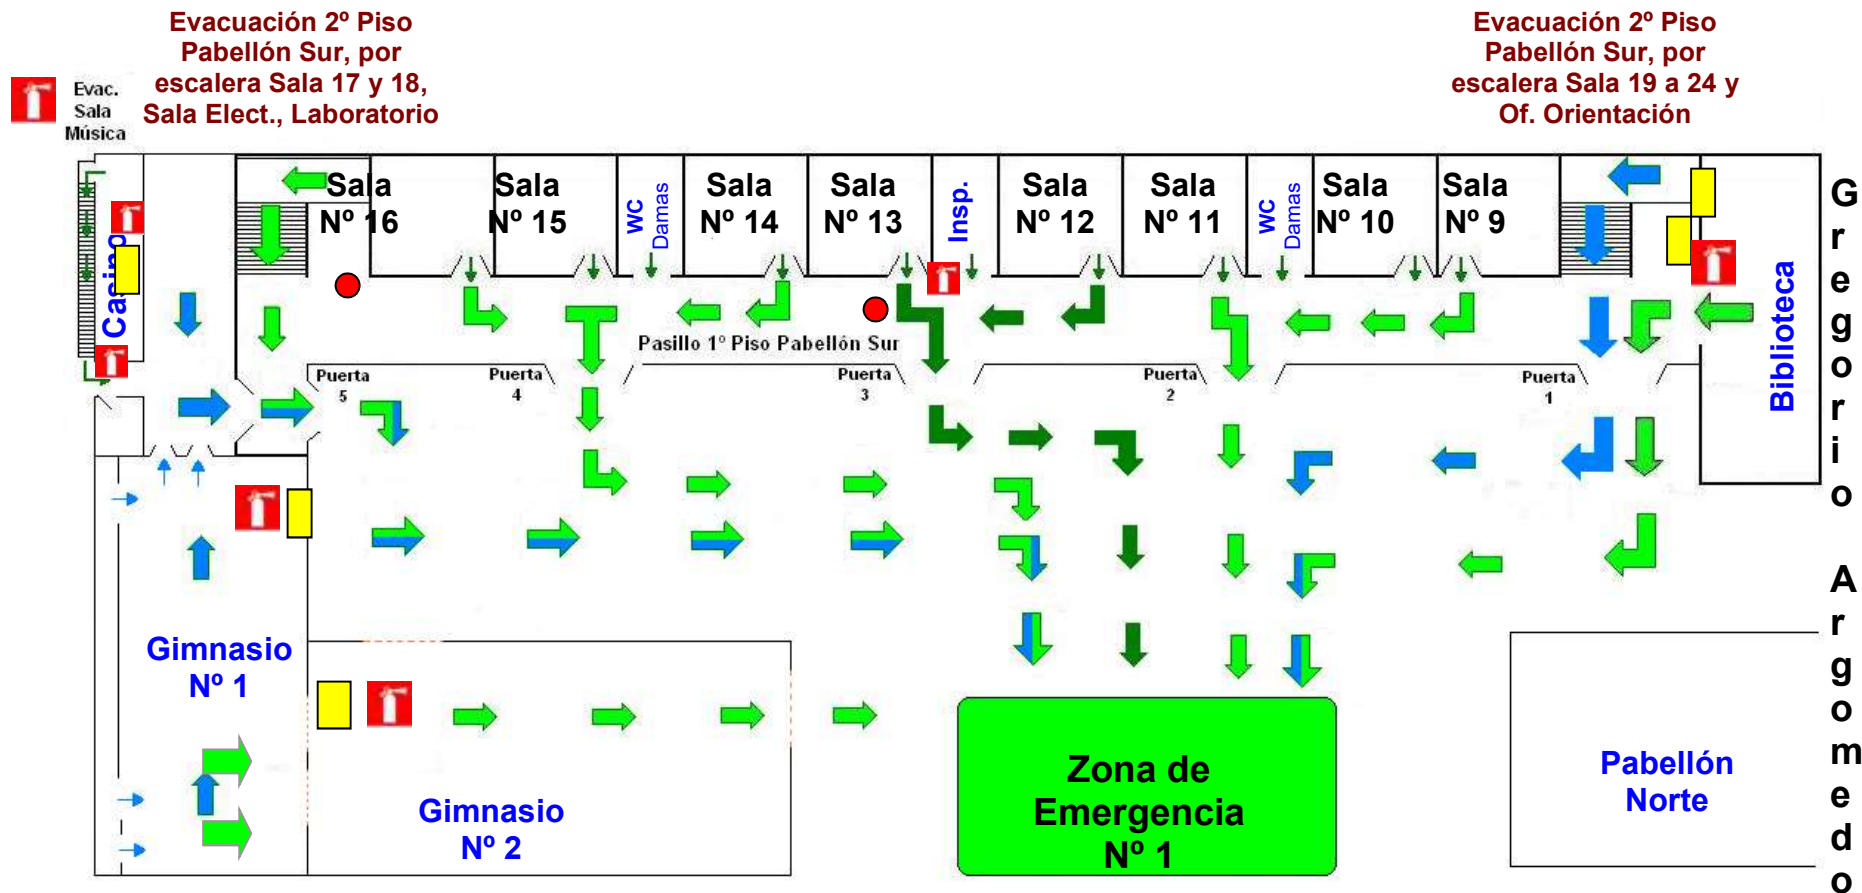 Evacuación 2º Piso
Pabellón Sur, por
escalera Sala 17 y 18,
Sala Elect., Laboratorio
Evacuación 2º Piso
Pabellón Sur, por
escalera Sala 19 a 24 y
Of. Orientación
Evac.
Sala
Música
Casino
Sala
Nº 16
Sala
Nº 15
WC
Damas
Sala
Nº 14
Sala
Nº 13
Insp.
Sala
Nº 12
Sala
Nº 11
WC
Damas
Sala
Nº 10
Sala
Nº 9
Biblioteca
Gregorio Argomedo
Pasillo 1º Piso Pabellón Sur
Puerta
5
Puerta
4
Puerta
3
Puerta
2
Puerta
1
Gimnasio
Nº 1
Gimnasio
Nº 2
Zona de
Emergencia
Nº 1
Pabellón
Norte